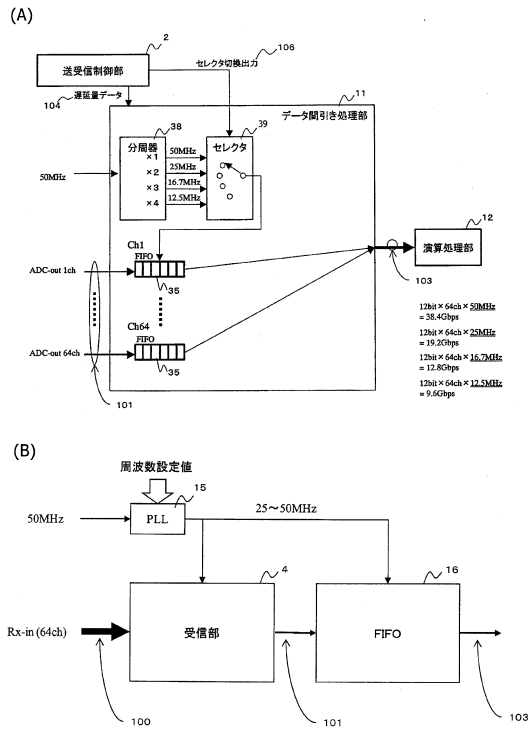 (A)
2
送受信制御部
セレクタ切換出力
106
104
遅延量データ
11
データ間引き処理部
38
分周器
×1
×2
×3
×4
50MHz
25MHz
16.7MHz
12.5MHz
39
セレクタ
50MHz
Ch1
FIFO
35
ADC-out 1ch
Ch64
FIFO
35
ADC-out 64ch
101
12
演算処理部
103
12bit×64ch×50MHz
= 38.4Gbps
12bit×64ch×25MHz
= 19.2Gbps
12bit×64ch×16.7MHz
= 12.8Gbps
12bit×64ch×12.5MHz
= 9.6Gbps
(B)
周波数設定値
15
50MHz
PLL
25～50MHz
4
受信部
16
FIFO
Rx-in (64ch)
100
101
103